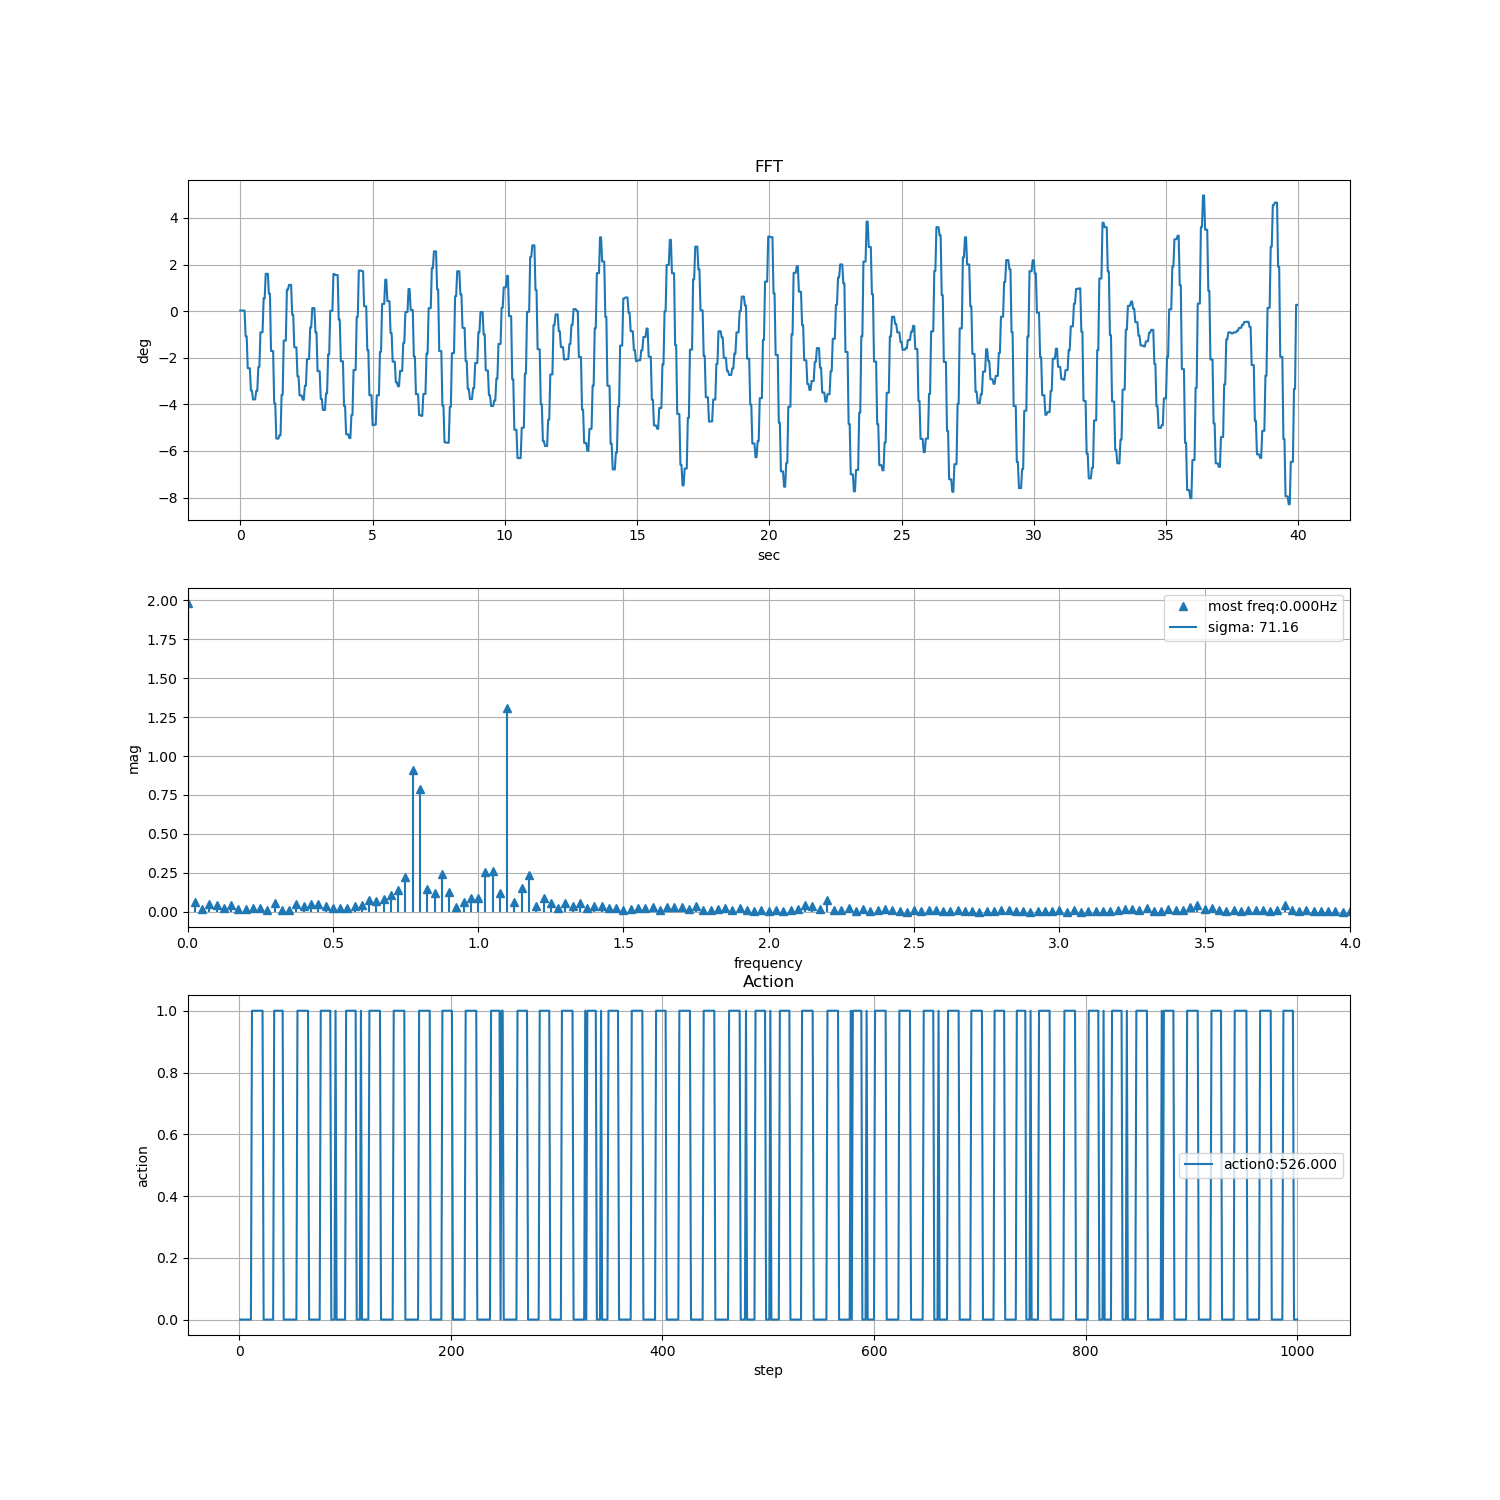 FFT
4
2
0
−2
−4
−6
−8
deg
0 5 10 15 20 25 30 35 40
sec
2.00
1.75
1.50
1.25
1.00
0.75
0.50
0.25
0.00
mag
most freq:0.000Hz
sigma: 71.16
0.0 0.5 1.0 1.5 2.0 2.5 3.0 3.5 4.0
frequency
Action
1.0
0.8
0.6
0.4
0.2
0.0
action
action0:526.000
0 200 400 600 800 1000
step